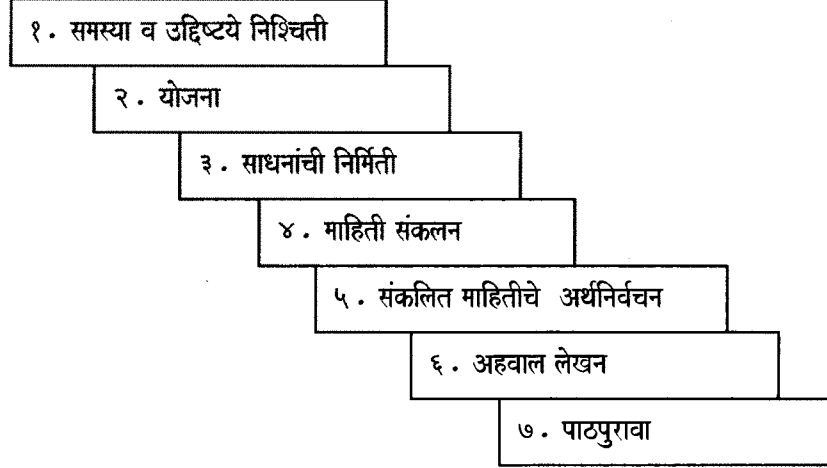 १. समस्या व उद्दिष्टये निश्चिती
२. योजना
३. साधनांची निर्मिती
४. माहिती संकलन
५. संकलित माहितीचे अर्थनिर्वचन
६. अहवाल लेखन
७. पाठपुरावा